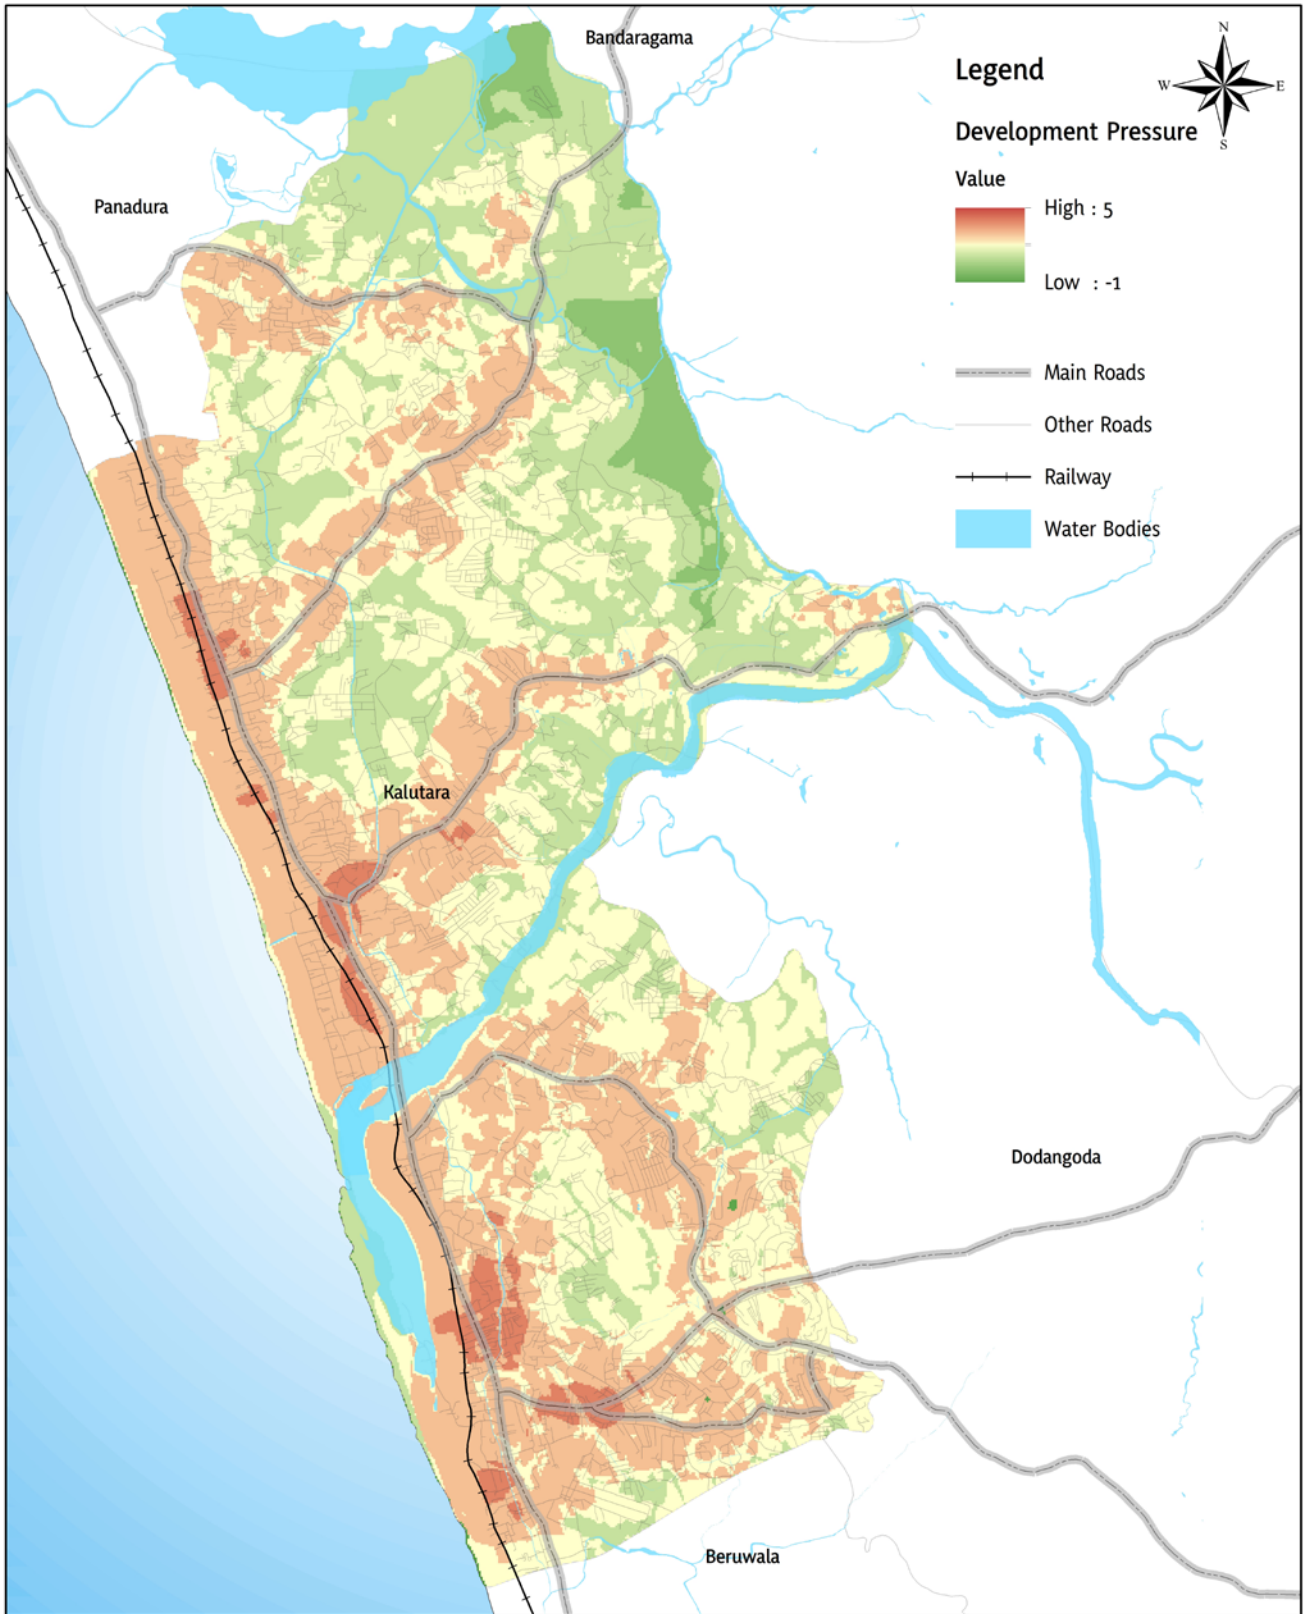 Bandaragama
Legend
N
W
E
S
Development Pressure
Value
High : 5
Low : -1
Panadura
Main Roads
Other Roads
Railway
Water Bodies
Kalutara
Dodangoda
Beruwala